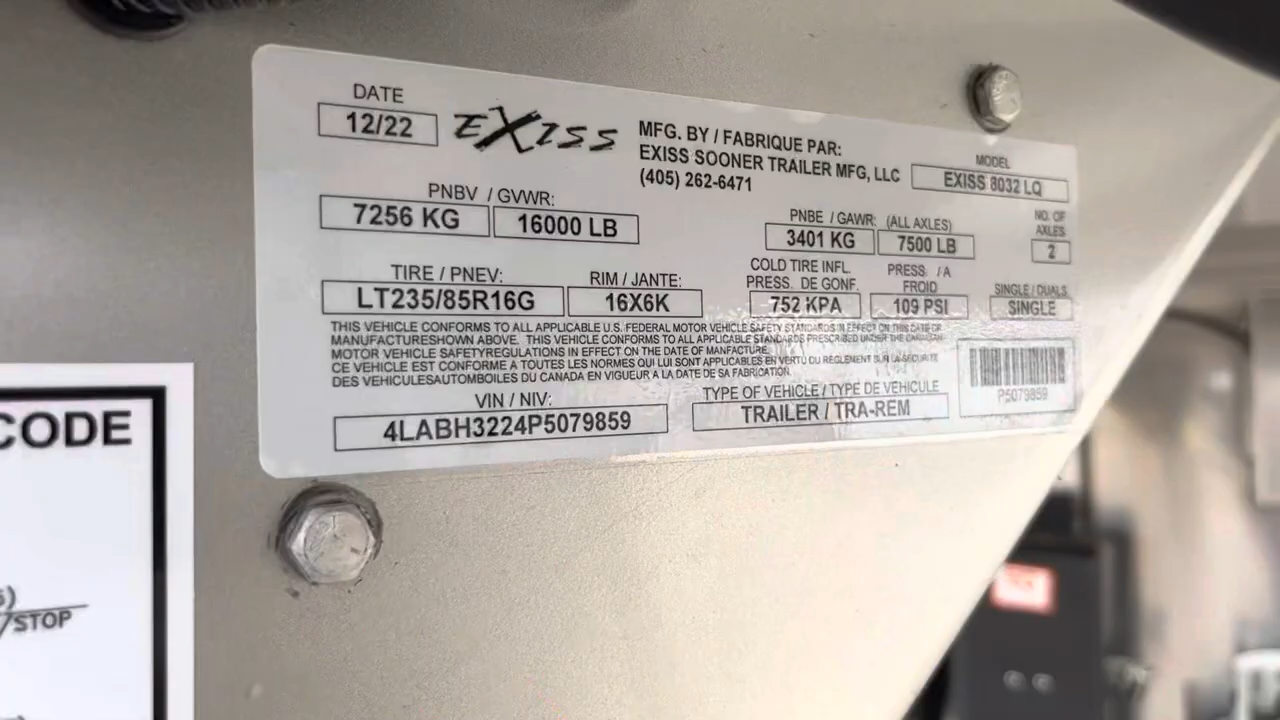 DATE
12/22
EXISS
MFG. BY / FABRIQUE PAR:
EXISS SOONER TRAILER MFG, LLC
(405) 262-6471
MODEL
EXISS 8032 LQ
PNBV / GVWR:
7256 KG 16000 LB
PNBE / GAWR: (ALL AXLES)
3401 KG 7500 LB
NO. OF
AXLES
2
TIRE / PNEV:
LT235/85R16G
RIM / JANTE:
16X6K
COLD TIRE INFL.
PRESS. DE GONF.
752 KPA
PRESS. / A
FROID
109 PSI
SINGLE / DUALS
SINGLE
THIS VEHICLE CONFORMS TO ALL APPLICABLE U.S. FEDERAL MOTOR VEHICLE SAFETY STANDARDS IN EFFECT ON THIS DATE OF
MANUFACTURESHOWN ABOVE. THIS VEHICLE CONFORMS TO ALL APPLICABLE STANDARDS PRESCRIBED UNDER THE CANADIAN
MOTOR VEHICLE SAFETYREGULATIONS IN EFFECT ON THE DATE OF MANFACTURE.
CE VEHICLE EST CONFORME A TOUTES LES NORMES QUI LUI SONT APPLICABLES EN VERTU DU REGLEMENT SUR LA SECURITE
DES VEHICULESAUTOMBOILES DU CANADA EN VIGUEUR A LA DATE DE SA FABRICATION.
VIN / NIV:
4LABH3224P5079859
TYPE OF VEHICLE / TYPE DE VEHICULE
TRAILER / TRA-REM
P5079859
CODE
STOP